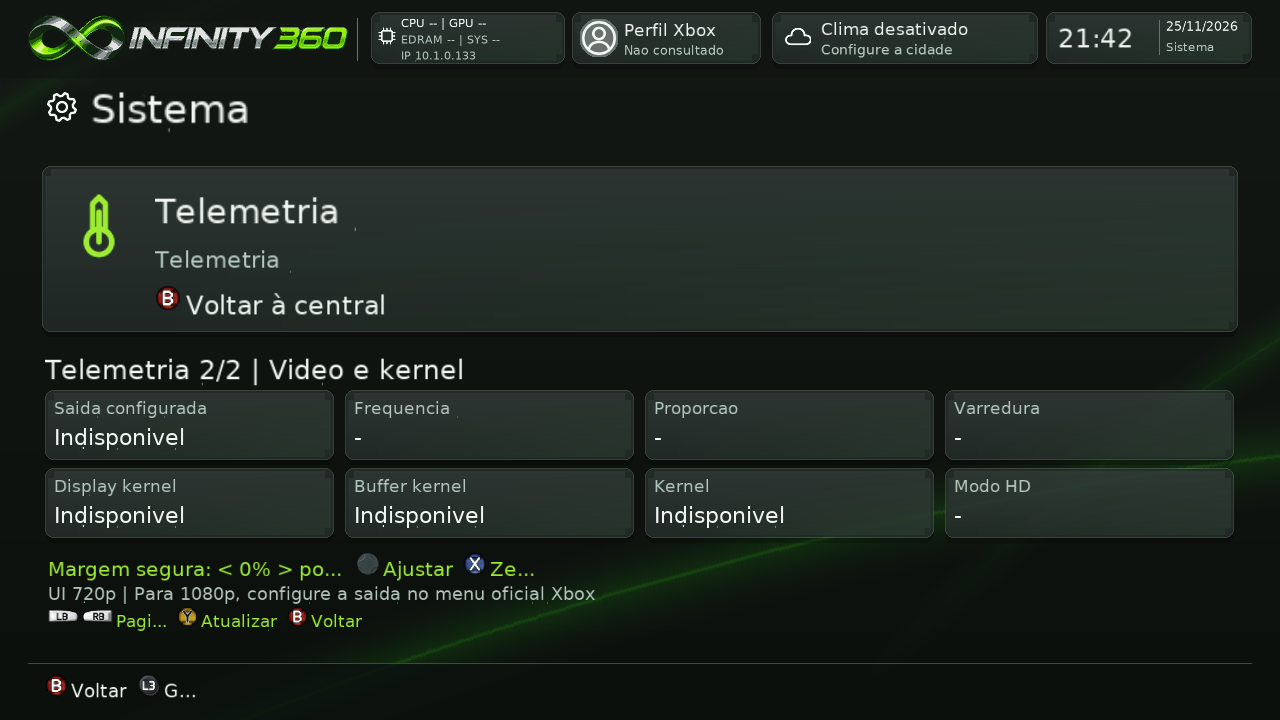 INFINITY 360
CPU -- | GPU --
EDRAM -- | SYS --
IP 10.1.0.133
Perfil Xbox
Nao consultado
Clima desativado
Configure a cidade
21:42
25/11/2026
Sistema
Sistema
Telemetria
Telemetria
B Voltar à central
Telemetria 2/2 | Video e kernel
Saida configurada
Indisponivel
Frequencia
-
Proporcao
-
Varredura
-
Display kernel
Indisponivel
Buffer kernel
Indisponivel
Kernel
Indisponivel
Modo HD
-
Margem segura: < 0% > po... Ajustar X Ze...
UI 720p | Para 1080p, configure a saida no menu oficial Xbox
LB RB Pagi... Y Atualizar B Voltar
B Voltar L3 G...